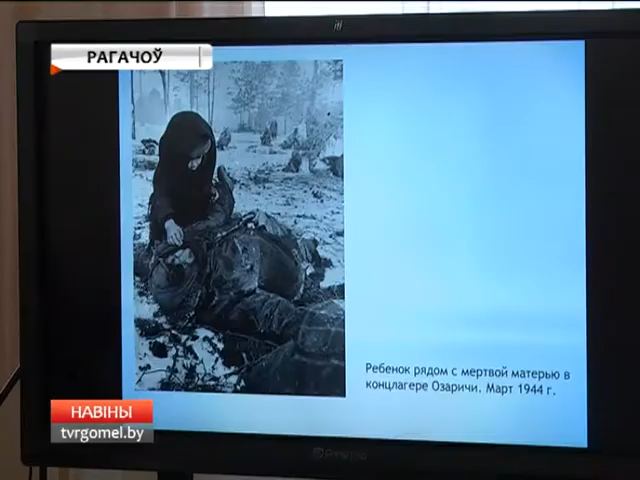 РАГАЧОЎ
Ребенок рядом с мертвой матерью в
концлагере Озаричи. Март 1944 г.
НАВІНЫ
tvrgomel.by